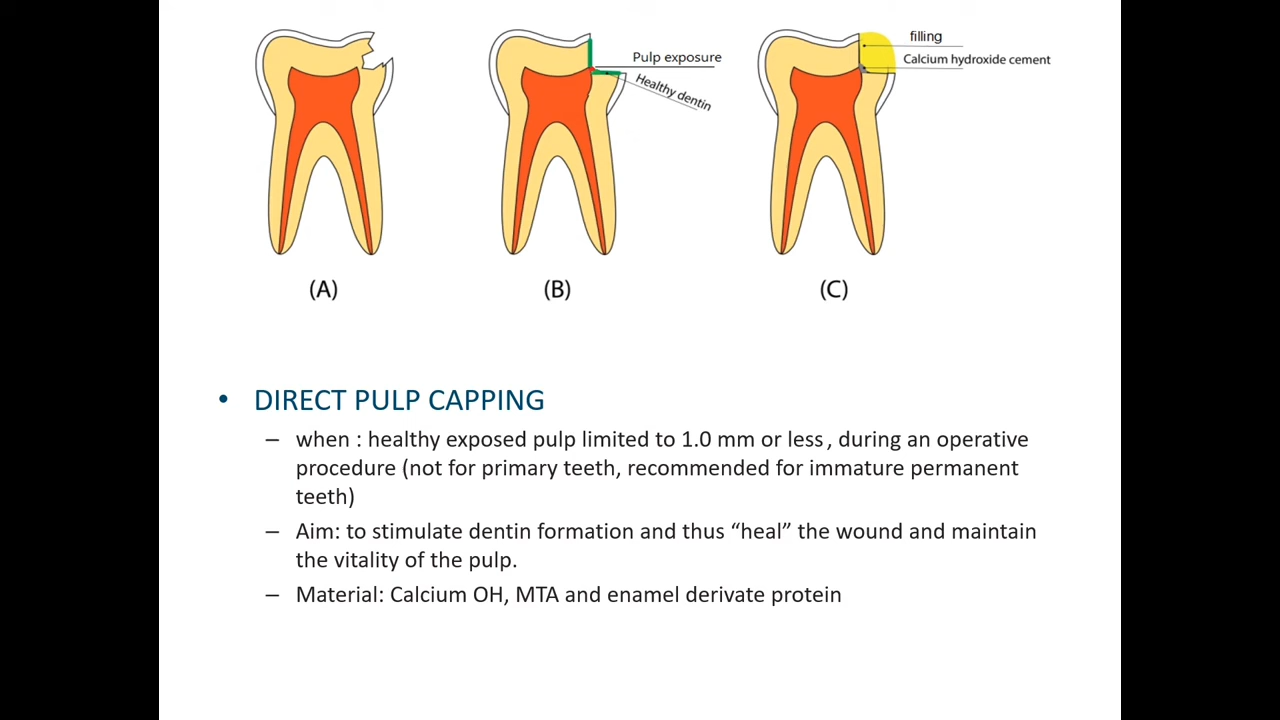 Pulp exposure
Healthy dentin
filling
Calcium hydroxide cement
(A)
(B)
(C)
• DIRECT PULP CAPPING
– when : healthy exposed pulp limited to 1.0 mm or less, during an operative
procedure (not for primary teeth, recommended for immature permanent
teeth)
– Aim: to stimulate dentin formation and thus “heal” the wound and maintain
the vitality of the pulp.
– Material: Calcium OH, MTA and enamel derivate protein